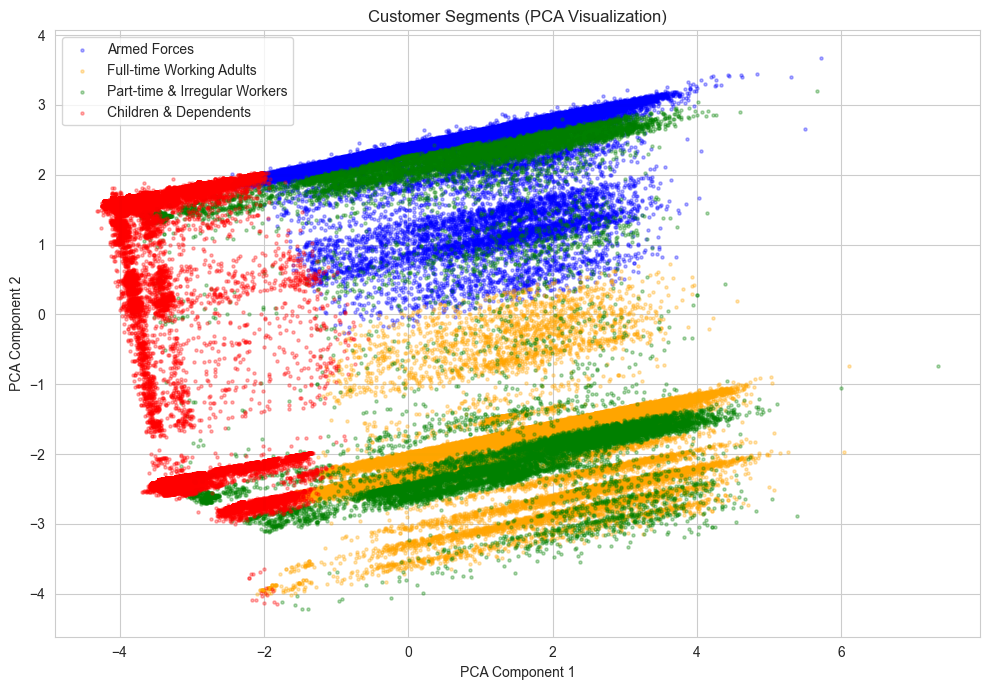 Customer Segments (PCA Visualization)
Armed Forces
Full-time Working Adults
Part-time & Irregular Workers
Children & Dependents
4
3
2
1
0
−1
−2
−3
−4
PCA Component 2
−4 −2 0 2 4 6
PCA Component 1